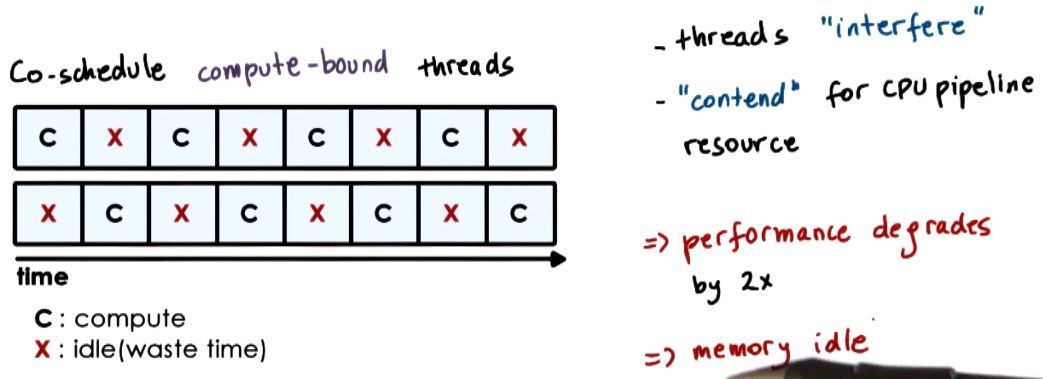 Co-schedule compute-bound threads
C X C X C X C X
X C X C X C X C
time
C : compute
X : idle(waste time)
- threads "interfere"
- "contend" for CPU pipeline
resource
=> performance degrades
by 2x
=> memory idle